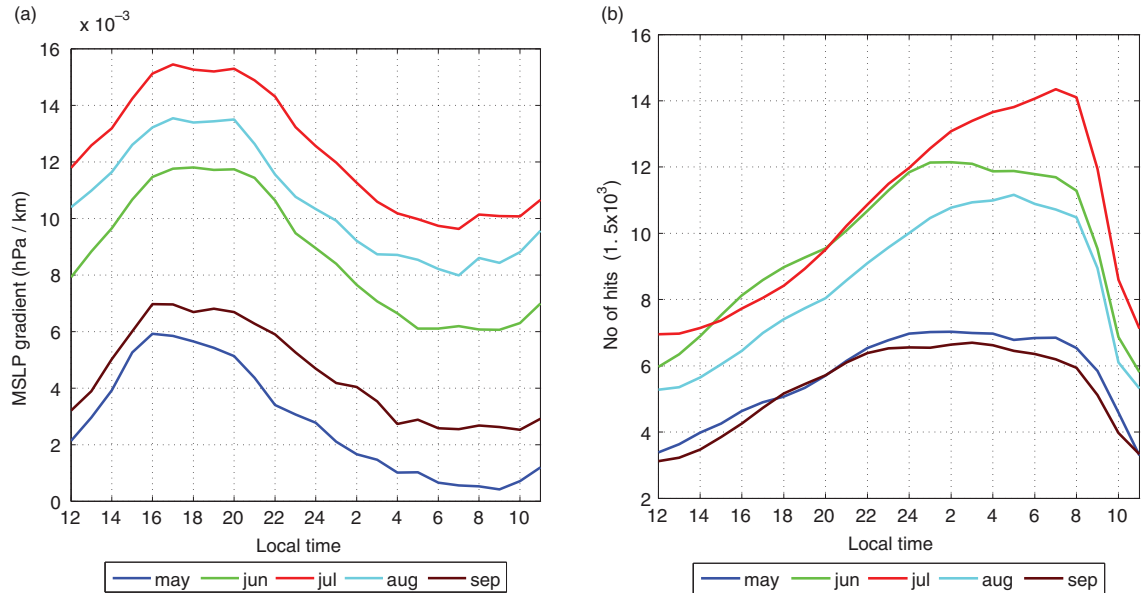 (a)
x 10⁻³
16
14
12
10
8
6
4
2
0
MSLP gradient (hPa / km)
12 14 16 18 20 22 24 2 4 6 8 10
Local time
may jun jul aug sep
(b)
16
14
12
10
8
6
4
2
No of hits (1. 5x10³)
12 14 16 18 20 22 24 2 4 6 8 10
Local time
may jun jul aug sep